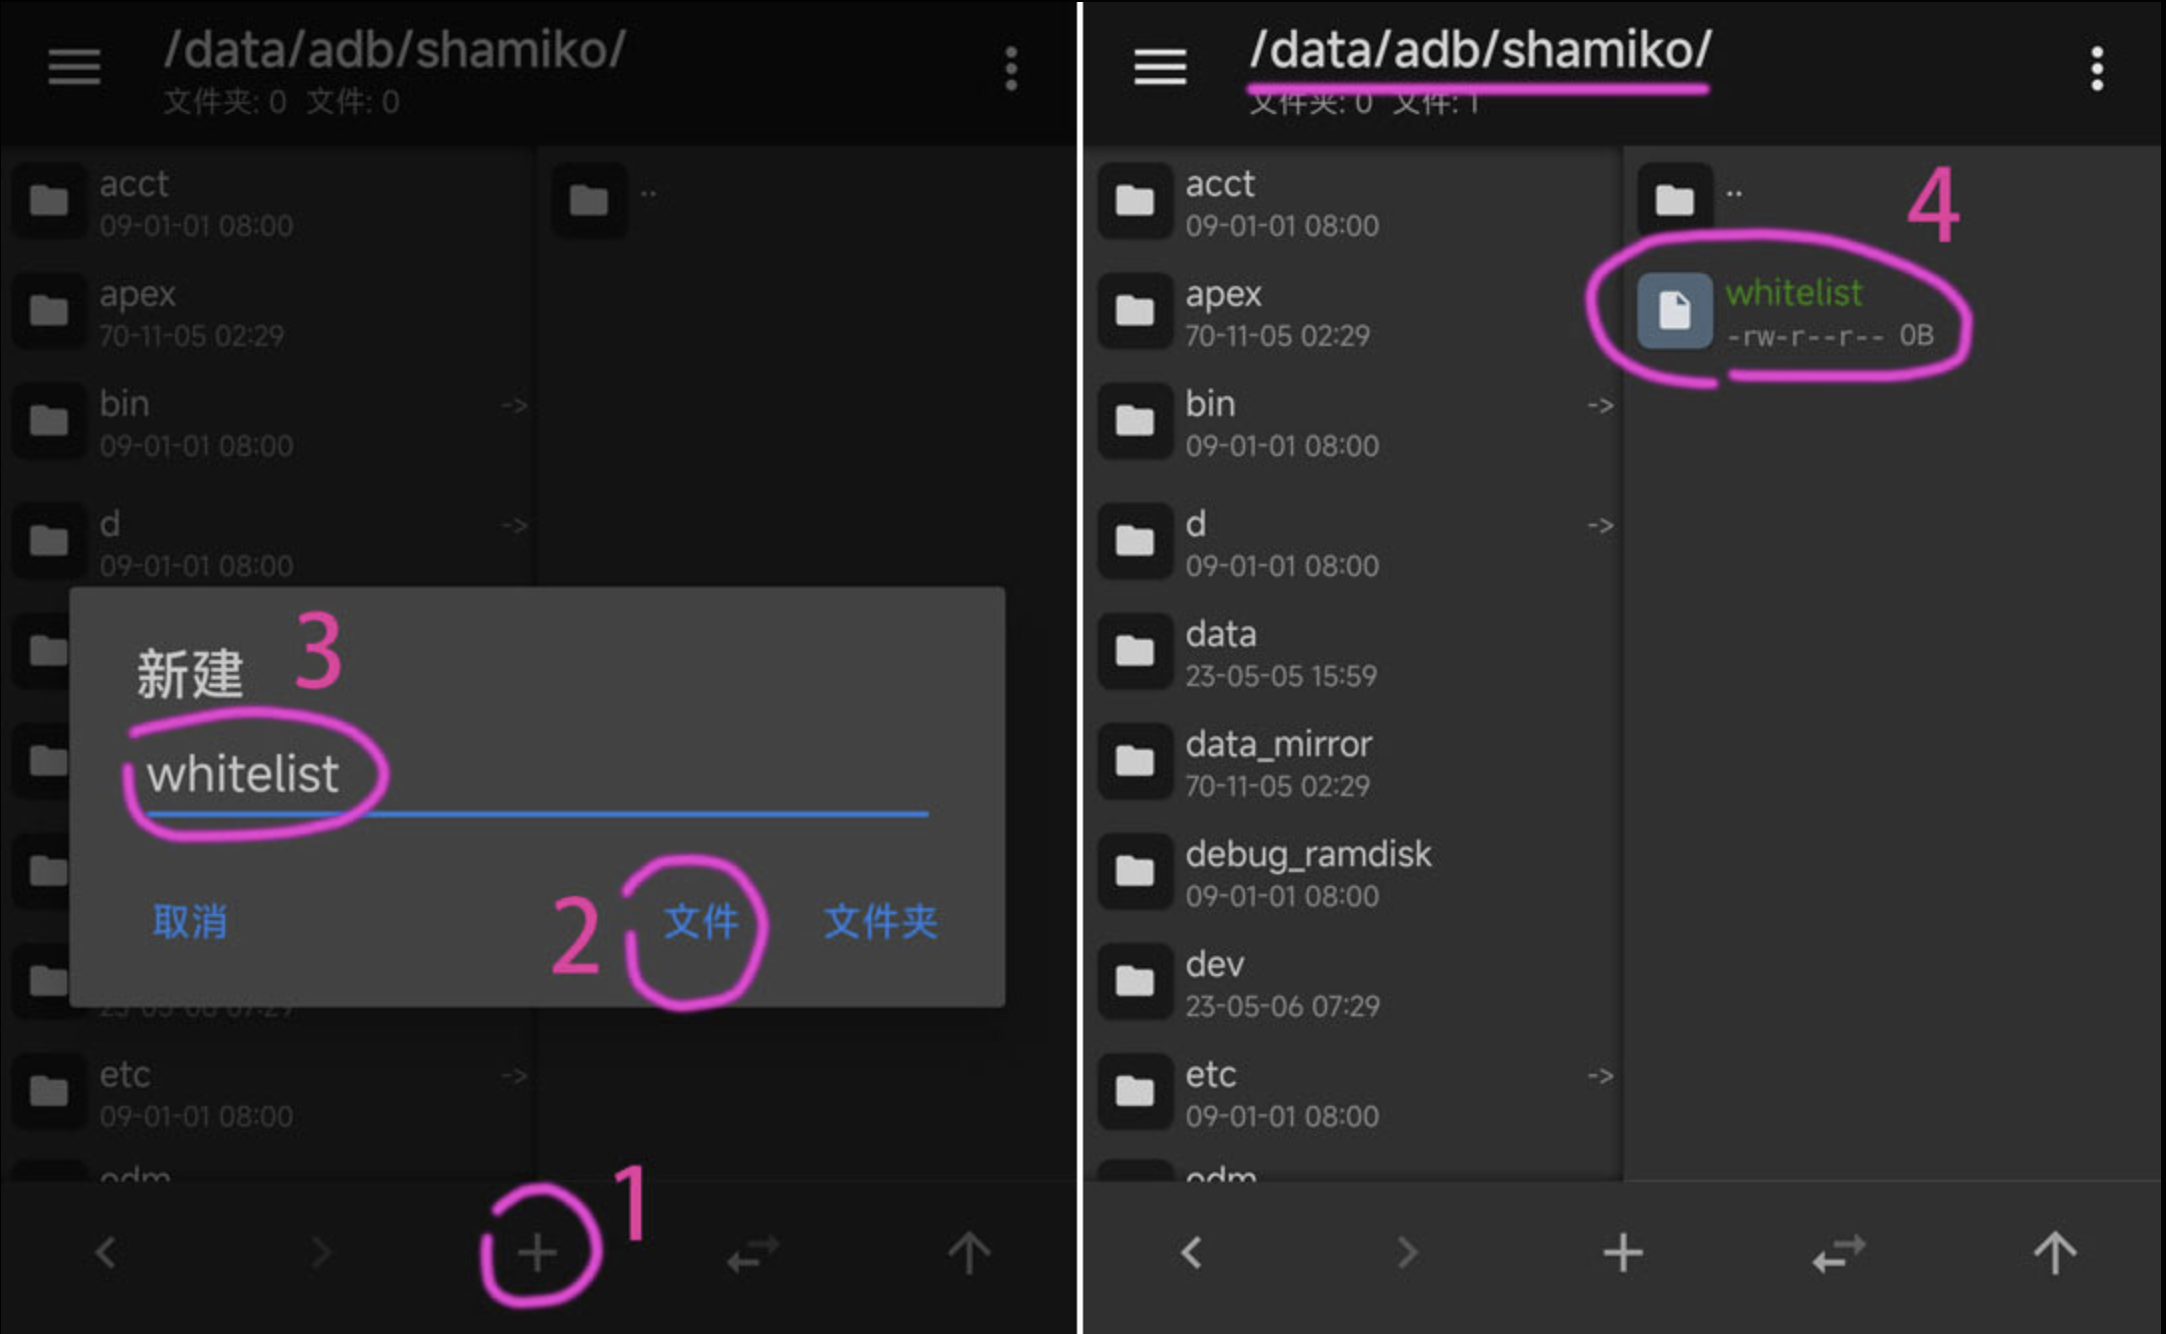 /data/adb/shamiko/
文件夹: 0 文件: 0
acct
09-01-01 08:00
..
apex
70-11-05 02:29
bin
->
09-01-01 08:00
d
->
09-01-01 08:00
新建
3
whitelist
取消
2
文件
文件夹
23-05-06 07:29
etc
->
09-01-01 08:00
odm
1
/data/adb/shamiko/
文件夹: 0 文件: 1
acct
09-01-01 08:00
..
4
apex
70-11-05 02:29
whitelist
-rw-r--r-- 0B
bin
->
09-01-01 08:00
d
->
09-01-01 08:00
data
23-05-05 15:59
data_mirror
70-11-05 02:29
debug_ramdisk
09-01-01 08:00
dev
23-05-06 07:29
etc
->
09-01-01 08:00
odm